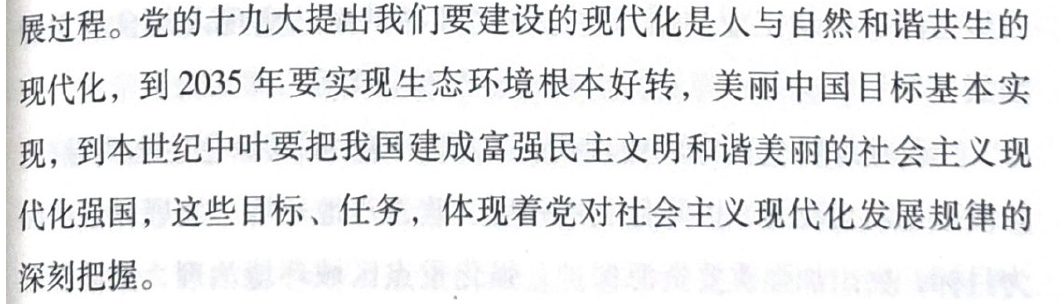 展过程。党的十九大提出我们要建设的现代化是人与自然和谐共生的
现代化，到2035年要实现生态环境根本好转，美丽中国目标基本实
现，到本世纪中叶要把我国建成富强民主文明和谐美丽的社会主义现
代化强国，这些目标、任务，体现着党对社会主义现代化发展规律的
深刻把握。